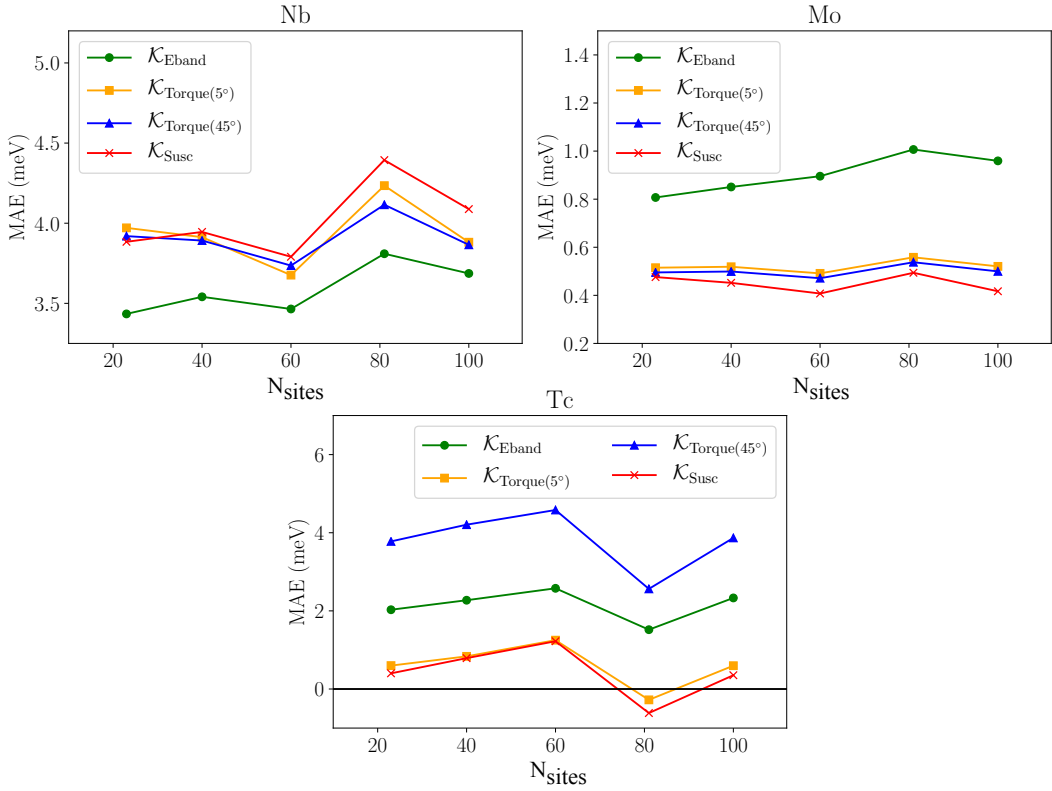 Nb
MAE (meV)
5.0
4.5
4.0
3.5
𝒦Eband
𝒦Torque(5°)
𝒦Torque(45°)
𝒦Susc
20 40 60 80 100
Nsites
Mo
MAE (meV)
1.4
1.2
1.0
0.8
0.6
0.4
0.2
𝒦Eband
𝒦Torque(5°)
𝒦Torque(45°)
𝒦Susc
20 40 60 80 100
Nsites
Tc
MAE (meV)
6
4
2
0
𝒦Eband 𝒦Torque(45°)
𝒦Torque(5°) 𝒦Susc
20 40 60 80 100
Nsites